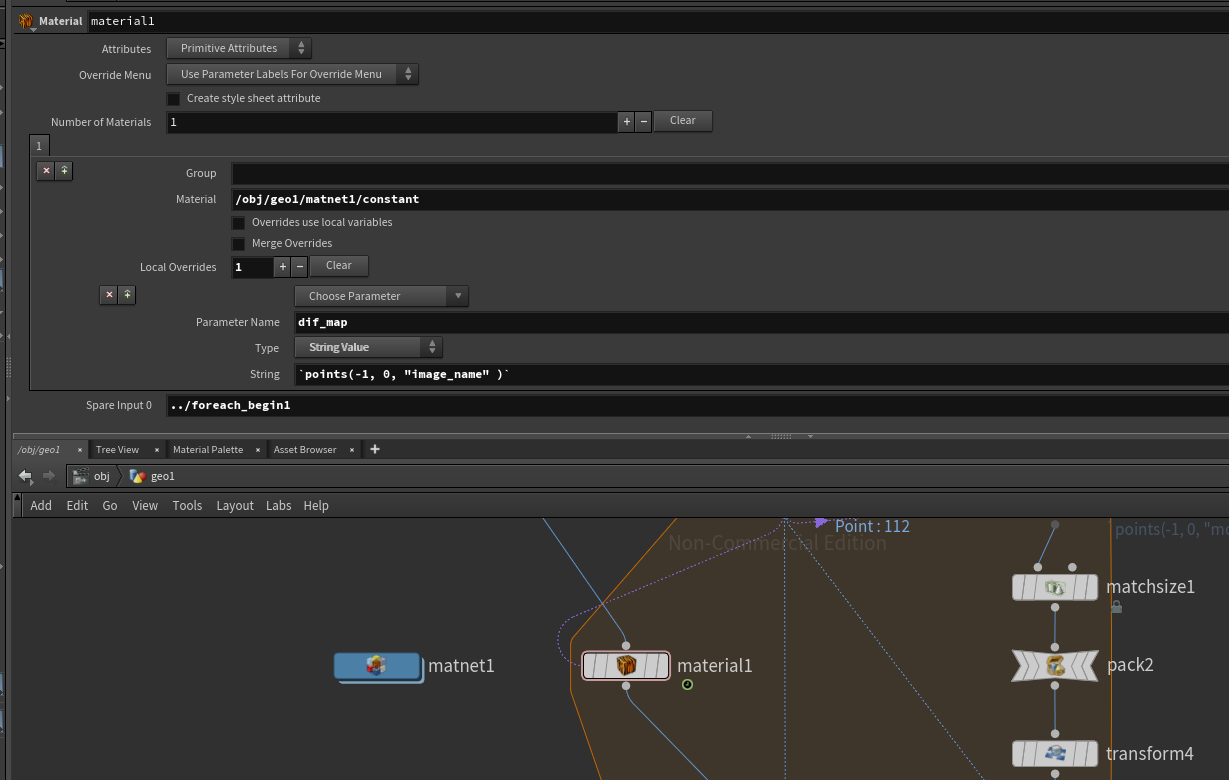 Material material1
Attributes Primitive Attributes
Override Menu Use Parameter Labels For Override Menu
Create style sheet attribute
Number of Materials 1 + − Clear
1
Group
Material /obj/geo1/matnet1/constant
Overrides use local variables
Merge Overrides
Local Overrides 1 + − Clear
Choose Parameter
Parameter Name dif_map
Type String Value
String `points(-1, 0, "image_name" )`
Spare Input 0 ../foreach_begin1
/obj/geo1 × Tree View × Material Palette × Asset Browser × +
obj geo1
Add Edit Go View Tools Layout Labs Help
Point : 112
points(-1, 0, "mo
Non-Commercial Edition
matchsize1
matnet1
material1
pack2
transform4